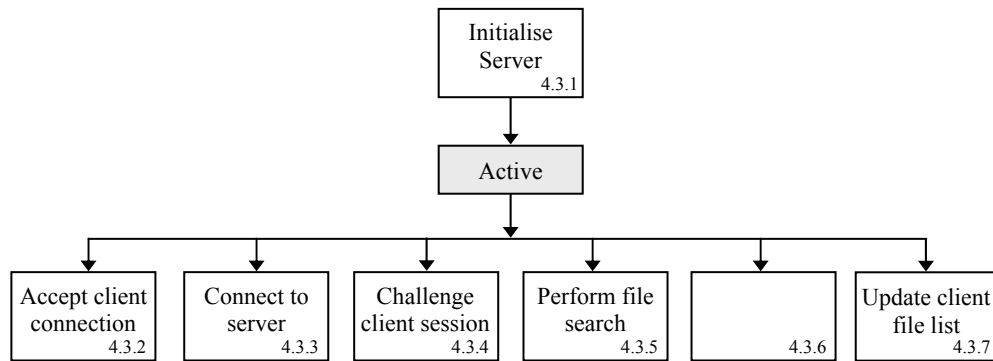 Initialise
Server
4.3.1
Active
Accept client
connection
4.3.2
Connect to
server
4.3.3
Challenge
client session
4.3.4
Perform file
search
4.3.5
4.3.6
Update client
file list
4.3.7